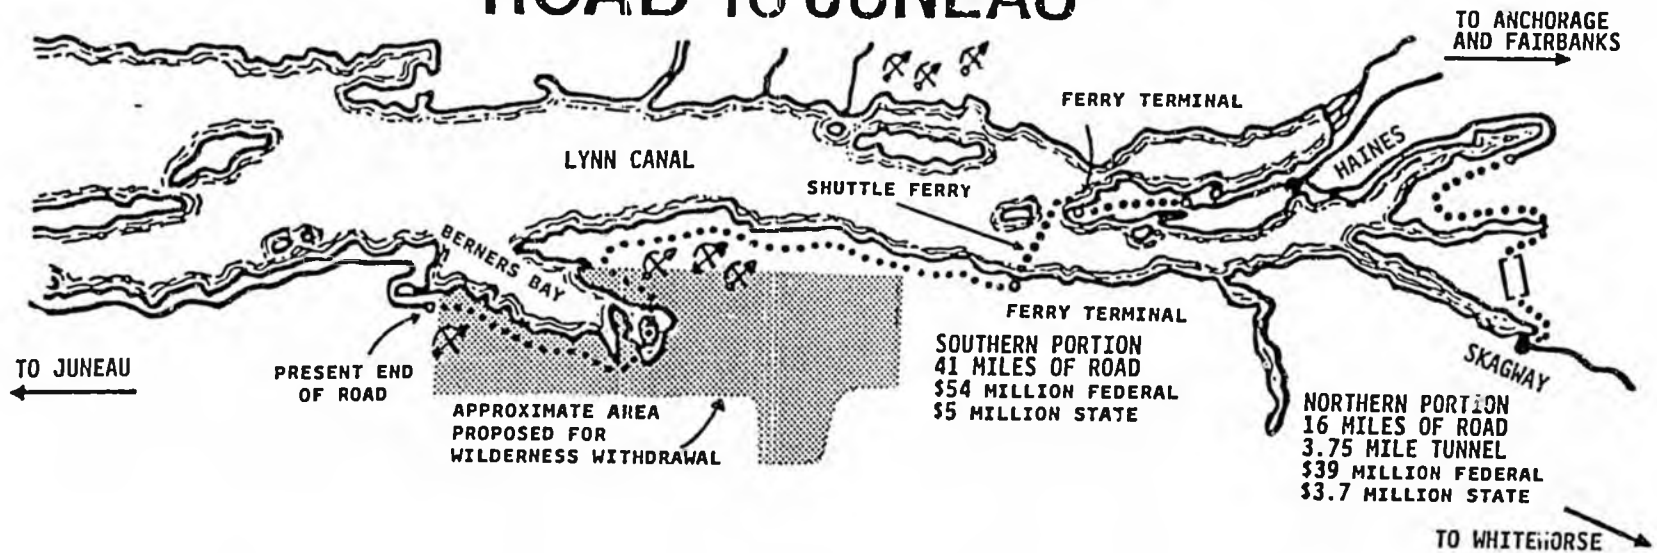 ROAD TO JUNEAU
TO ANCHORAGE
AND FAIRBANKS
FERRY TERMINAL
HAINES
LYNN CANAL
SHUTTLE FERRY
BERNERS BAY
FERRY TERMINAL
SOUTHERN PORTION
41 MILES OF ROAD
$54 MILLION FEDERAL
$5 MILLION STATE
SKAGWAY
TO JUNEAU
PRESENT END
OF ROAD
APPROXIMATE AREA
PROPOSED FOR
WILDERNESS WITHDRAWAL
NORTHERN PORTION
16 MILES OF ROAD
3.75 MILE TUNNEL
$39 MILLION FEDERAL
$3.7 MILLION STATE
TO WHITEHORSE